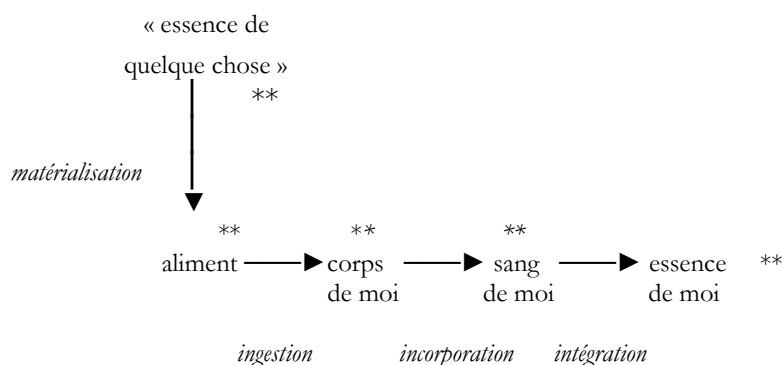 « essence de
quelque chose »
**
matérialisation
** ** **
aliment corps sang essence **
de moi de moi de moi
ingestion incorporation intégration